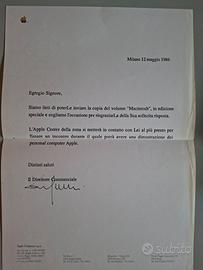 Milano 12 maggio 1986
Egregio Signore,
Siamo lieti di poterLe inviare la copia del volume "Macintosh", in edizione
speciale e cogliamo l'occasione per ringraziarLa della Sua sollecita risposta.
L'Apple Center della zona si metterà in contatto con Lei al più presto per
fissare un incontro durante il quale potrà avere una dimostrazione dei
personal computer Apple.
Distinti saluti
Il Direttore Commerciale
subito